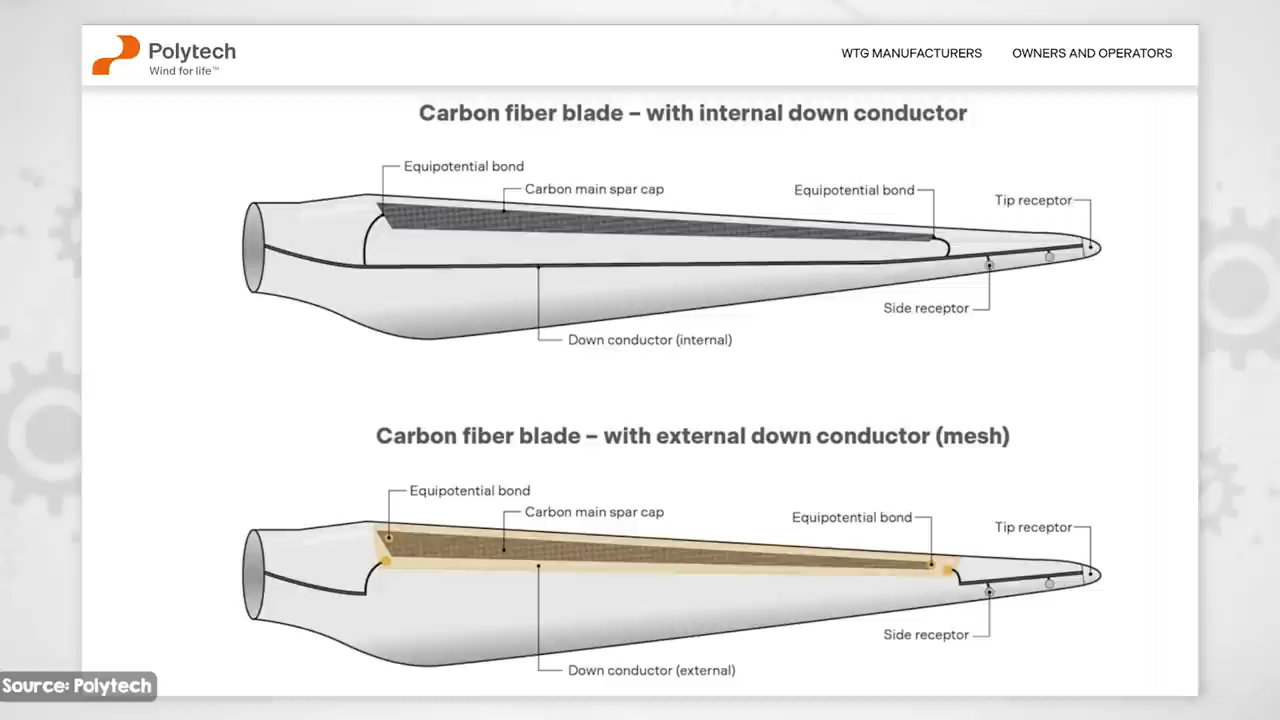 Polytech
Wind for life™
WTG MANUFACTURERS
OWNERS AND OPERATORS
Carbon fiber blade – with internal down conductor
Equipotential bond
Carbon main spar cap
Equipotential bond
Tip receptor
Side receptor
Down conductor (internal)
Carbon fiber blade – with external down conductor (mesh)
Equipotential bond
Carbon main spar cap
Equipotential bond
Tip receptor
Side receptor
Down conductor (external)
Source: Polytech